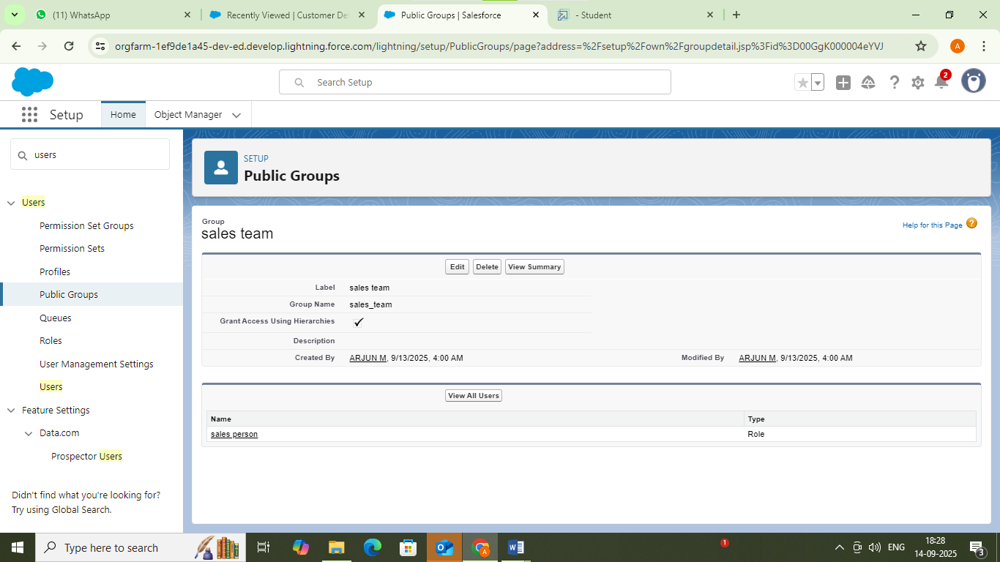 (11) WhatsApp
Recently Viewed | Customer De
Public Groups | Salesforce
- Student
orgfarm-1ef9de1a45-dev-ed.develop.lightning.force.com/lightning/setup/PublicGroups/page?address=%2Fsetup%2Fown%2Fgroupdetail.jsp%3Fid%3D00GgK000004eYVJ
A
Search Setup
2
Setup
Home
Object Manager
users
Users
Permission Set Groups
Permission Sets
Profiles
Public Groups
Queues
Roles
User Management Settings
Users
Feature Settings
Data.com
Prospector Users
Didn't find what you're looking for?
Try using Global Search.
SETUP
Public Groups
Group
sales team
Help for this Page ?
Edit Delete View Summary
Label sales team
Group Name sales_team
Grant Access Using Hierarchies
Description
Created By ARJUN M, 9/13/2025, 4:00 AM Modified By ARJUN M, 9/13/2025, 4:00 AM
View All Users
Name Type
sales person Role
Type here to search
A
1
ENG
18:28
14-09-2025
3